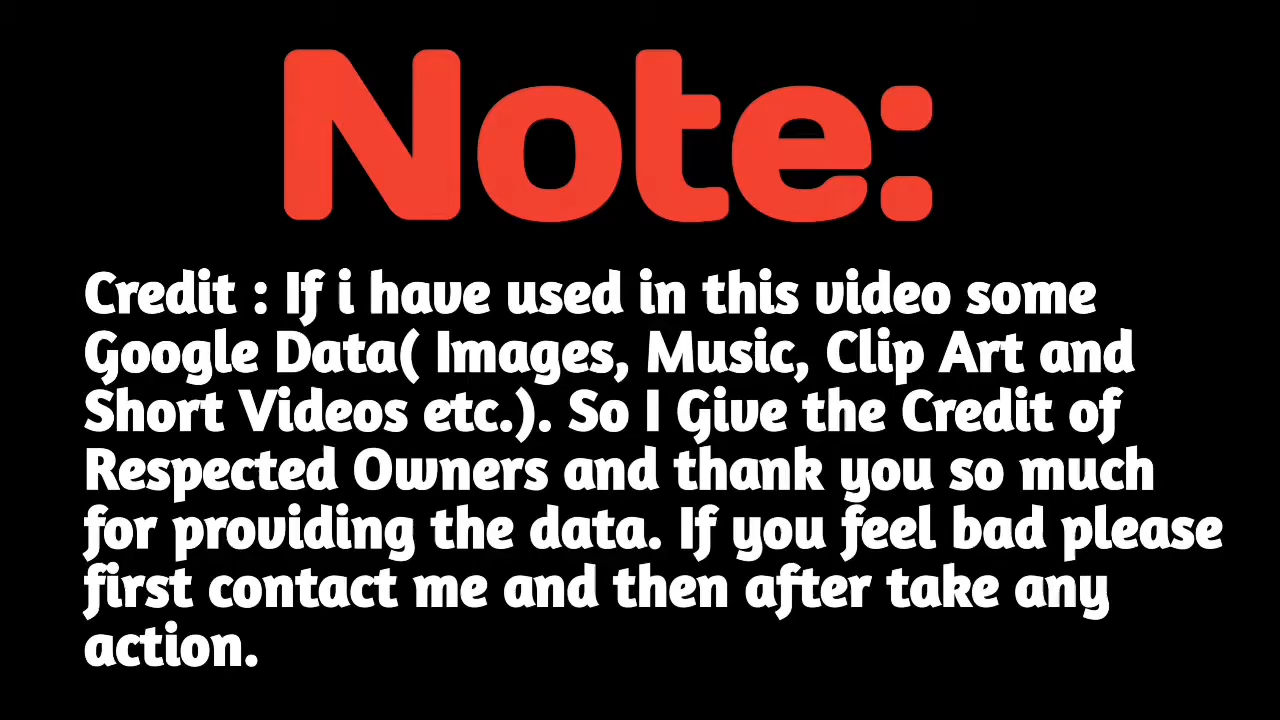 Note:
Credit : If i have used in this video some
Google Data( Images, Music, Clip Art and
Short Videos etc.). So I Give the Credit of
Respected Owners and thank you so much
for providing the data. If you feel bad please
first contact me and then after take any
action.